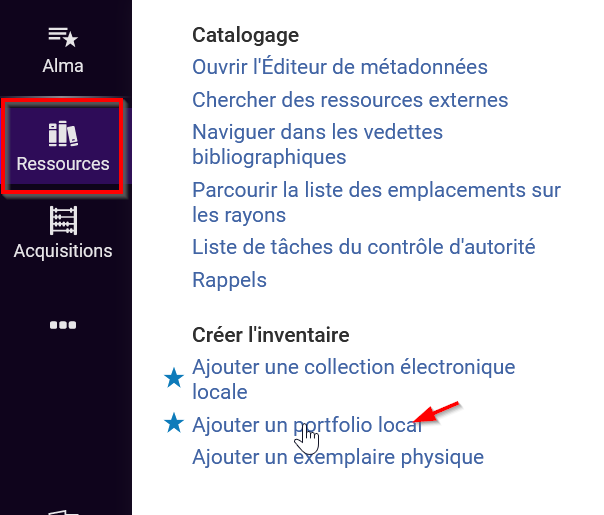 Alma
Ressources
Acquisitions
Catalogage
Ouvrir l'Éditeur de métadonnées
Chercher des ressources externes
Naviguer dans les vedettes
bibliographiques
Parcourir la liste des emplacements sur
les rayons
Liste de tâches du contrôle d'autorité
Rappels
Créer l'inventaire
Ajouter une collection électronique
locale
Ajouter un portfolio local
Ajouter un exemplaire physique